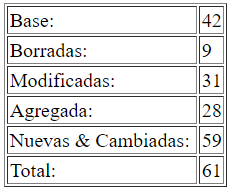 Base: 42
Borradas: 9
Modificadas: 31
Agregada: 28
Nuevas & Cambiadas: 59
Total: 61